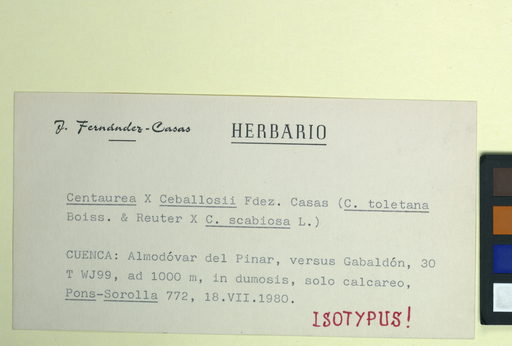 J. Fernández-Casas HERBARIO
Centaurea X Ceballosii Fdez. Casas (C. toletana
Boiss. & Reuter X C. scabiosa L.)
CUENCA: Almodóvar del Pinar, versus Gabaldón, 30
T WJ99, ad 1000 m, in dumosis, solo calcareo,
Pons-Sorolla 772, 18.VII.1980.
ISOTYPUS!